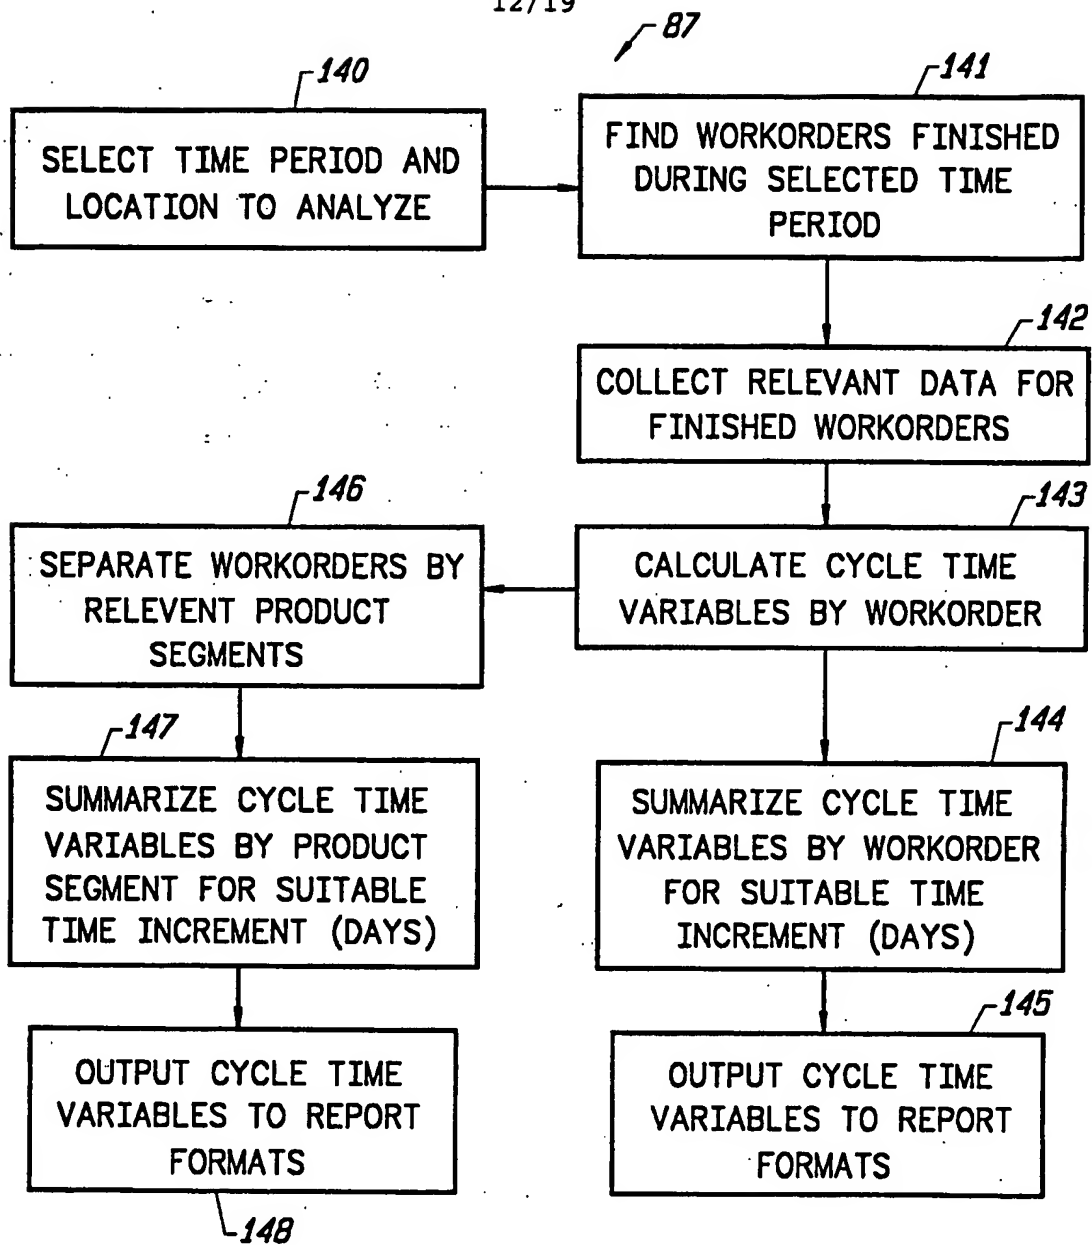 12/19
87
140
SELECT TIME PERIOD AND
LOCATION TO ANALYZE
141
FIND WORKORDERS FINISHED
DURING SELECTED TIME
PERIOD
142
COLLECT RELEVANT DATA FOR
FINISHED WORKORDERS
143
CALCULATE CYCLE TIME
VARIABLES BY WORKORDER
146
SEPARATE WORKORDERS BY
RELEVENT PRODUCT
SEGMENTS
147
SUMMARIZE CYCLE TIME
VARIABLES BY PRODUCT
SEGMENT FOR SUITABLE
TIME INCREMENT (DAYS)
144
SUMMARIZE CYCLE TIME
VARIABLES BY WORKORDER
FOR SUITABLE TIME
INCREMENT (DAYS)
OUTPUT CYCLE TIME
VARIABLES TO REPORT
FORMATS
148
145
OUTPUT CYCLE TIME
VARIABLES TO REPORT
FORMATS